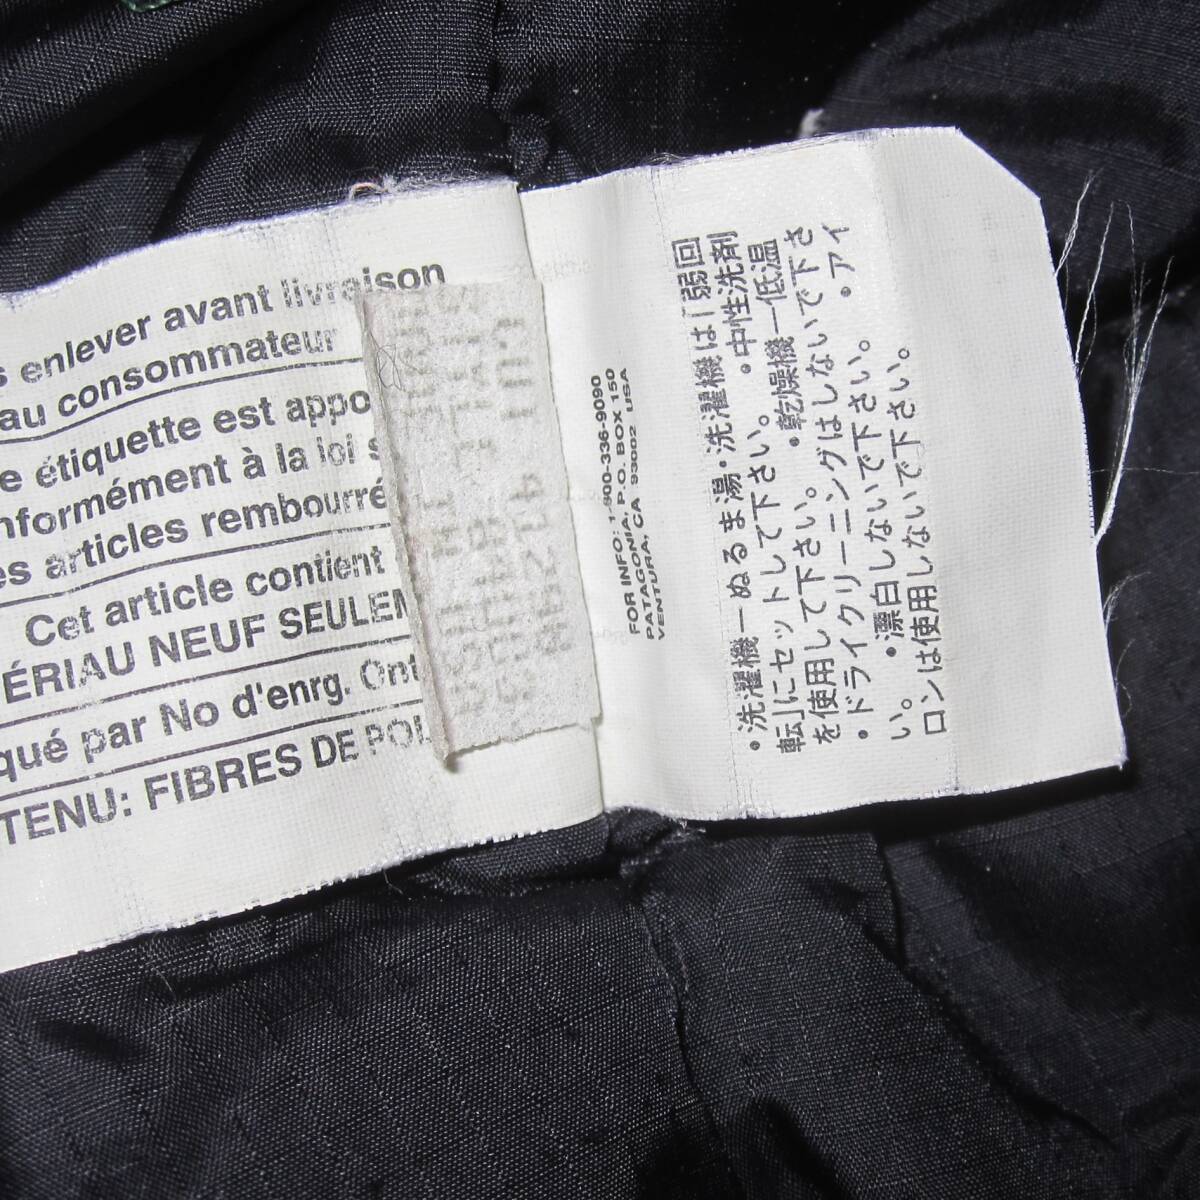 s enlever avant livraison
au consommateur
e étiquette est appo
nformément à la loi s
es articles rembourré
Cet article contient
ÉRIAU NEUF SEULEM
qué par No d'enrg. Ont
TENU: FIBRES DE POL
FOR INFO: 1-800-336-9090
PATAGONIA, P.O. BOX 150
VENTURA, CA 93002 USA
・洗濯機ーぬるま湯・洗濯機は「弱回
転」にセットして下さい。 ・中性洗剤
を使用して下さい。 ・乾燥機ー低温
・ドライクリーニングはしないで下さ
い。 ・漂白しないで下さい。 ・アイ
ロンは使用しないで下さい。